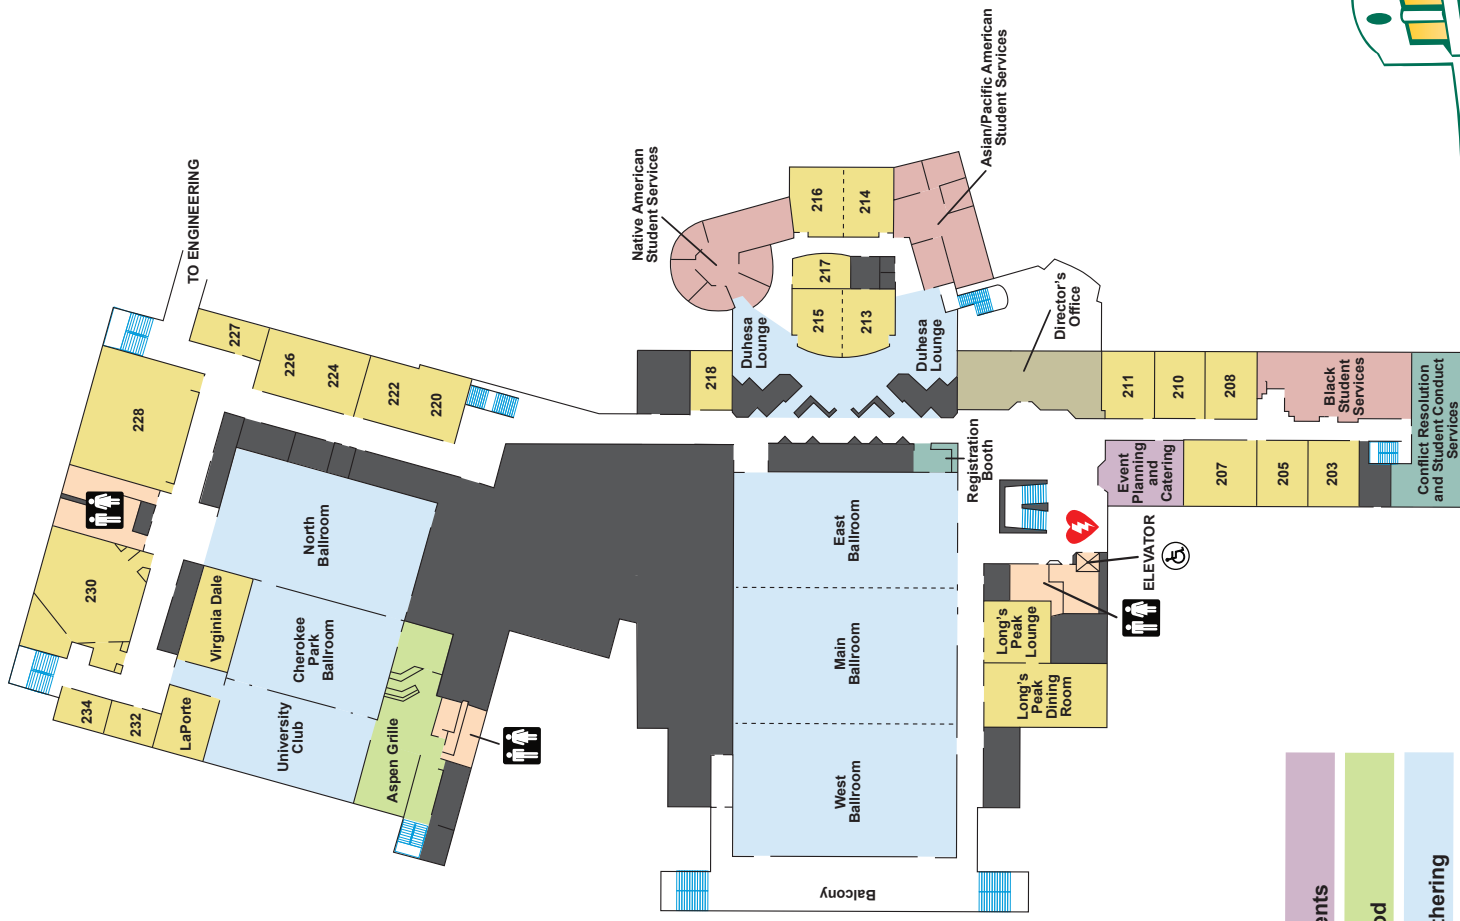 TO ENGINEERING
227
226
224
222
220
228
230
234
232
LaPorte
Virginia Dale
North
Ballroom
Cherokee
Park
Ballroom
University
Club
Aspen Grille
Native American
Student Services
Asian/Pacific American
Student Services
216
214
217
215
213
218
Duhesa
Lounge
Duhesa
Lounge
Director's
Office
211
210
208
Black
Student
Services
Conflict Resolution
and Student Conduct
Services
Registration
Booth
Event
Planning
and
Catering
207
205
203
East
Ballroom
Main
Ballroom
West
Ballroom
Balcony
ELEVATOR
Long's
Peak
Lounge
Long's
Peak
Dining
Room
ents
od
thering